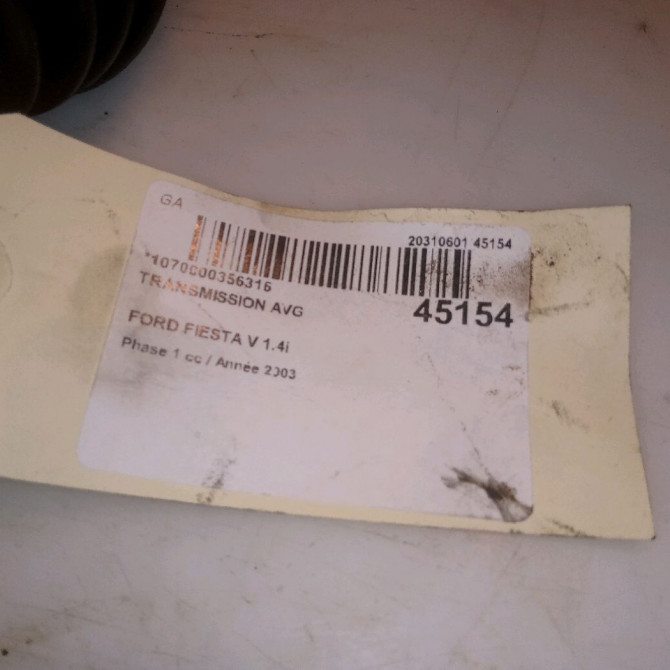 GA
20310601 45154
*1070000356316
45154
TRANSMISSION AVG
FORD FIESTA V 1.4i
Phase 1 cc / Année 2003